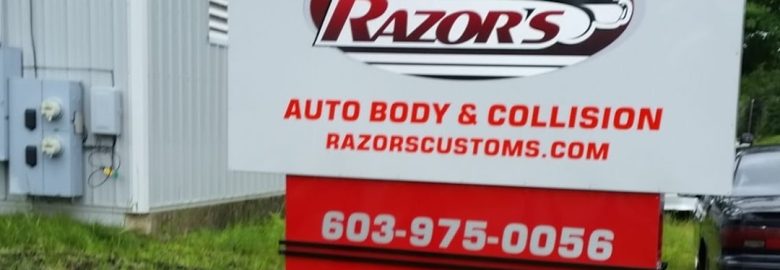 RAZOR'S
AUTO BODY & COLLISION
RAZORSCUSTOMS.COM
603-975-0056